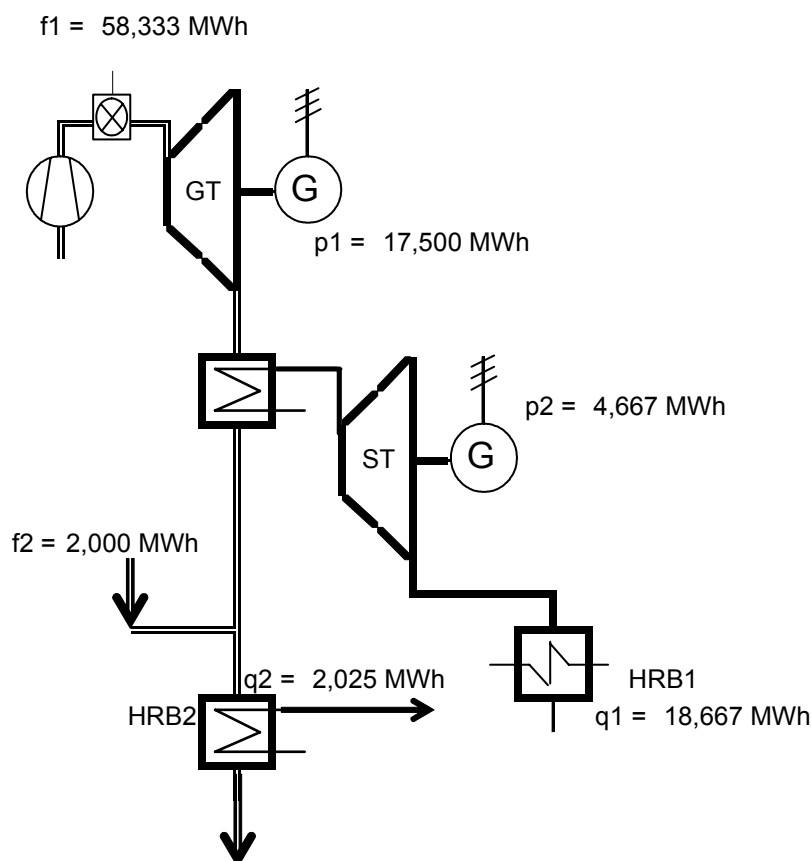 f1 = 58,333 MWh
GT
G
p1 = 17,500 MWh
p2 = 4,667 MWh
ST
G
f2 = 2,000 MWh
q2 = 2,025 MWh
HRB1
HRB2
q1 = 18,667 MWh